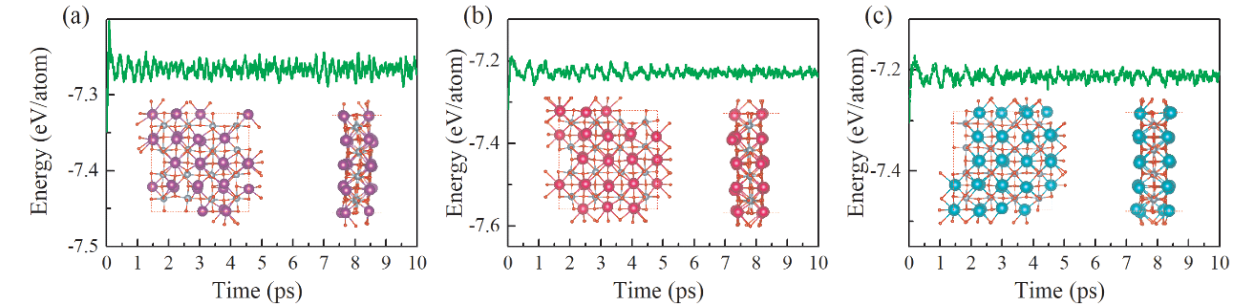 (a)
Energy (eV/atom)
-7.3
-7.4
-7.5
0 1 2 3 4 5 6 7 8 9 10
Time (ps)
(b)
Energy (eV/atom)
-7.2
-7.4
-7.6
0 1 2 3 4 5 6 7 8 9 10
Time (ps)
(c)
Energy (eV/atom)
-7.2
-7.4
0 1 2 3 4 5 6 7 8 9 10
Time (ps)